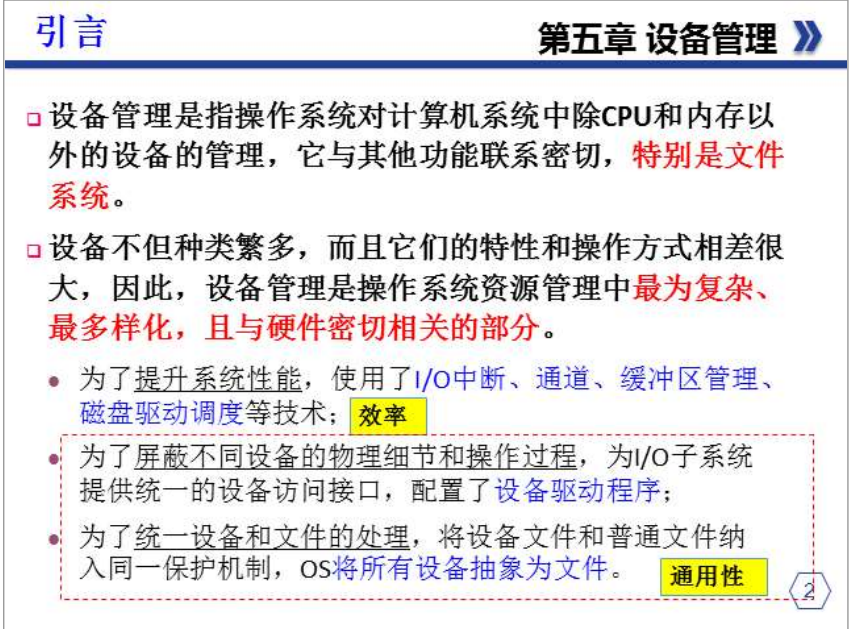 引言
第五章 设备管理
设备管理是指操作系统对计算机系统中除CPU和内存以
外的设备的管理，它与其他功能联系密切，特别是文件
系统。
设备不但种类繁多，而且它们的特性和操作方式相差很
大，因此，设备管理是操作系统资源管理中最为复杂、
最多样化，且与硬件密切相关的部分。
为了提升系统性能，使用了I/O中断、通道、缓冲区管理、
磁盘驱动调度等技术；效率
为了屏蔽不同设备的物理细节和操作过程，为I/O子系统
提供统一的设备访问接口，配置了设备驱动程序；
为了统一设备和文件的处理，将设备文件和普通文件纳
入同一保护机制，OS将所有设备抽象为文件。
通用性
2